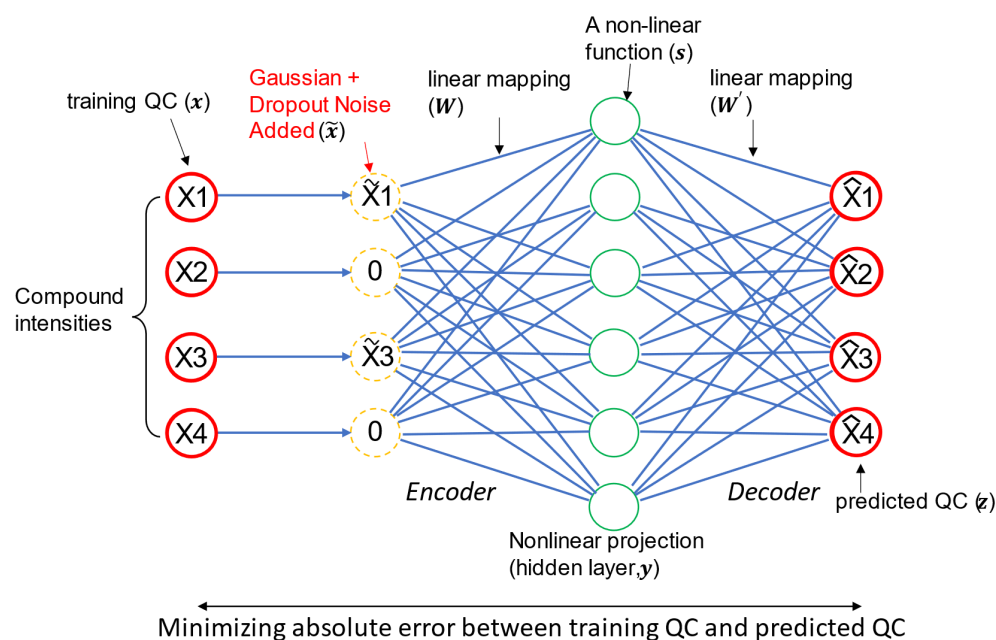 A non-linear
function (s)
Gaussian +
Dropout Noise
Added (x̃)
linear mapping
(W)
linear mapping
(W′)
training QC (x)
X1
X̃1
X̂1
X2
0
X̂2
Compound
intensities
X3
X̃3
X̂3
X4
0
X̂4
Encoder
Decoder
predicted QC (z)
Nonlinear projection
(hidden layer,y)
Minimizing absolute error between training QC and predicted QC